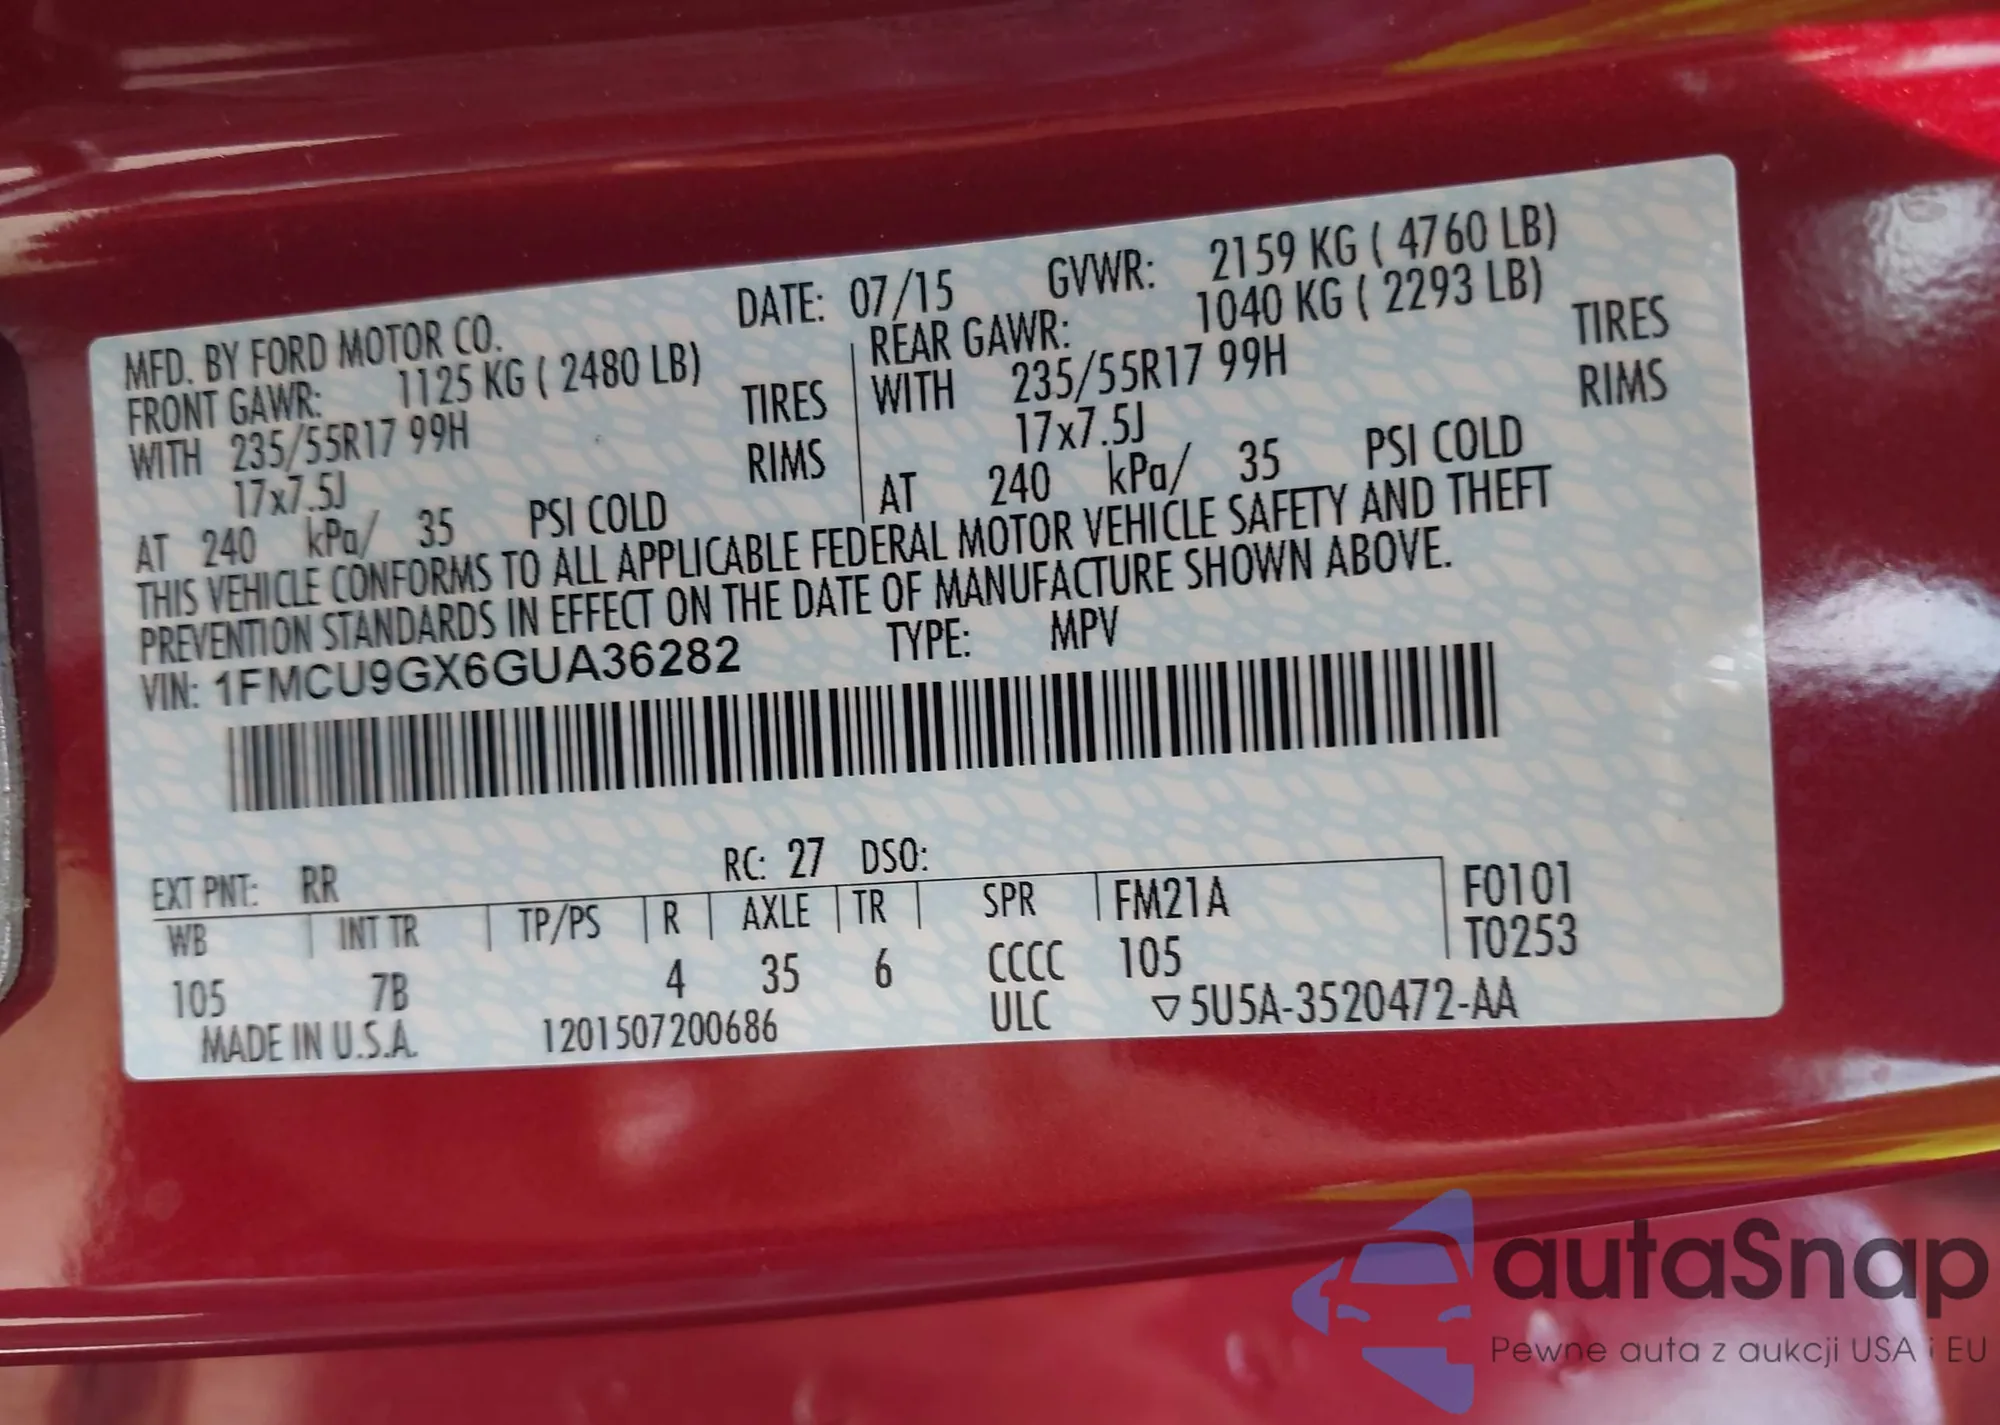 MFD. BY FORD MOTOR CO. DATE: 07/15 GVWR: 2159 KG ( 4760 LB)
FRONT GAWR: 1125 KG ( 2480 LB) REAR GAWR: 1040 KG ( 2293 LB)
WITH 235/55R17 99H TIRES WITH 235/55R17 99H TIRES
17x7.5J RIMS 17x7.5J RIMS
AT 240 kPa/ 35 PSI COLD AT 240 kPa/ 35 PSI COLD
THIS VEHICLE CONFORMS TO ALL APPLICABLE FEDERAL MOTOR VEHICLE SAFETY AND THEFT
PREVENTION STANDARDS IN EFFECT ON THE DATE OF MANUFACTURE SHOWN ABOVE.
VIN: 1FMCU9GX6GUA36282 TYPE: MPV
EXT PNT: RR RC: 27 DSO:
WB INT TR TP/PS R AXLE TR SPR FM21A F0101
105 7B 4 35 6 CCCC 105 T0253
MADE IN U.S.A. 1201507200686 ULC ▽5U5A-3520472-AA
autaSnap
Pewne auta z aukcji USA i EU